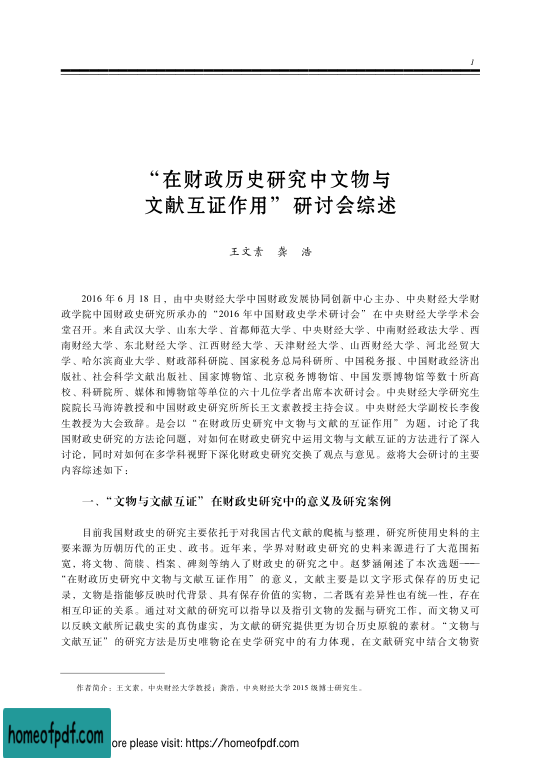 1
“在财政历史研究中文物与
文献互证作用”研讨会综述
王文素 龚 浩
2016 年 6 月 18 日，由中央财经大学中国财政发展协同创新中心主办、中央财经大学财
政学院中国财政史研究所承办的“2016 年中国财政史学术研讨会”在中央财经大学学术会
堂召开。来自武汉大学、山东大学、首都师范大学、中央财经大学、中南财经政法大学、西
南财经大学、东北财经大学、江西财经大学、天津财经大学、山西财经大学、河北经贸大
学、哈尔滨商业大学、财政部科研院、国家税务总局科研所、中国税务报、中国财政经济出
版社、社会科学文献出版社、国家博物馆、北京税务博物馆、中国发票博物馆等数十所高
校、科研院所、媒体和博物馆等单位的六十几位学者出席本次研讨会。中央财经大学研究生
院院长马海涛教授和中国财政史研究所所长王文素教授主持会议。中央财经大学副校长李俊
生教授为大会致辞。是会以“在财政历史研究中文物与文献的互证作用”为题，讨论了我
国财政史研究的方法论问题，对如何在财政史研究中运用文物与文献互证的方法进行了深入
讨论，同时对如何在多学科视野下深化财政史研究交换了观点与意见。兹将大会研讨的主要
内容综述如下：
一、“文物与文献互证”在财政史研究中的意义及研究案例
目前我国财政史的研究主要依托于对我国古代文献的爬梳与整理，研究所使用史料的主
要来源为历朝历代的正史、政书。近年来，学界对财政史研究的史料来源进行了大范围拓
宽，将文物、简牍、档案、碑刻等纳入了财政史的研究之中。赵梦涵阐述了本次选题——
“在财政历史研究中文物与文献互证作用”的意义，文献主要是以文字形式保存的历史记
录，文物是指能够反映时代背景、具有保存价值的实物，二者既有差异性也有统一性，存在
相互印证的关系。通过对文献的研究可以指导以及指引文物的发掘与研究工作，而文物又可
以反映文献所记载史实的真伪虚实，为文献的研究提供更为切合历史原貌的素材。“文物与
文献互证”的研究方法是历史唯物论在史学研究中的有力体现，在文献研究中结合文物资
作者简介：王文素，中央财经大学教授；龚浩，中央财经大学 2015 级博士研究生。
homeofpdf.com
ore please visit: https://homeofpdf.com